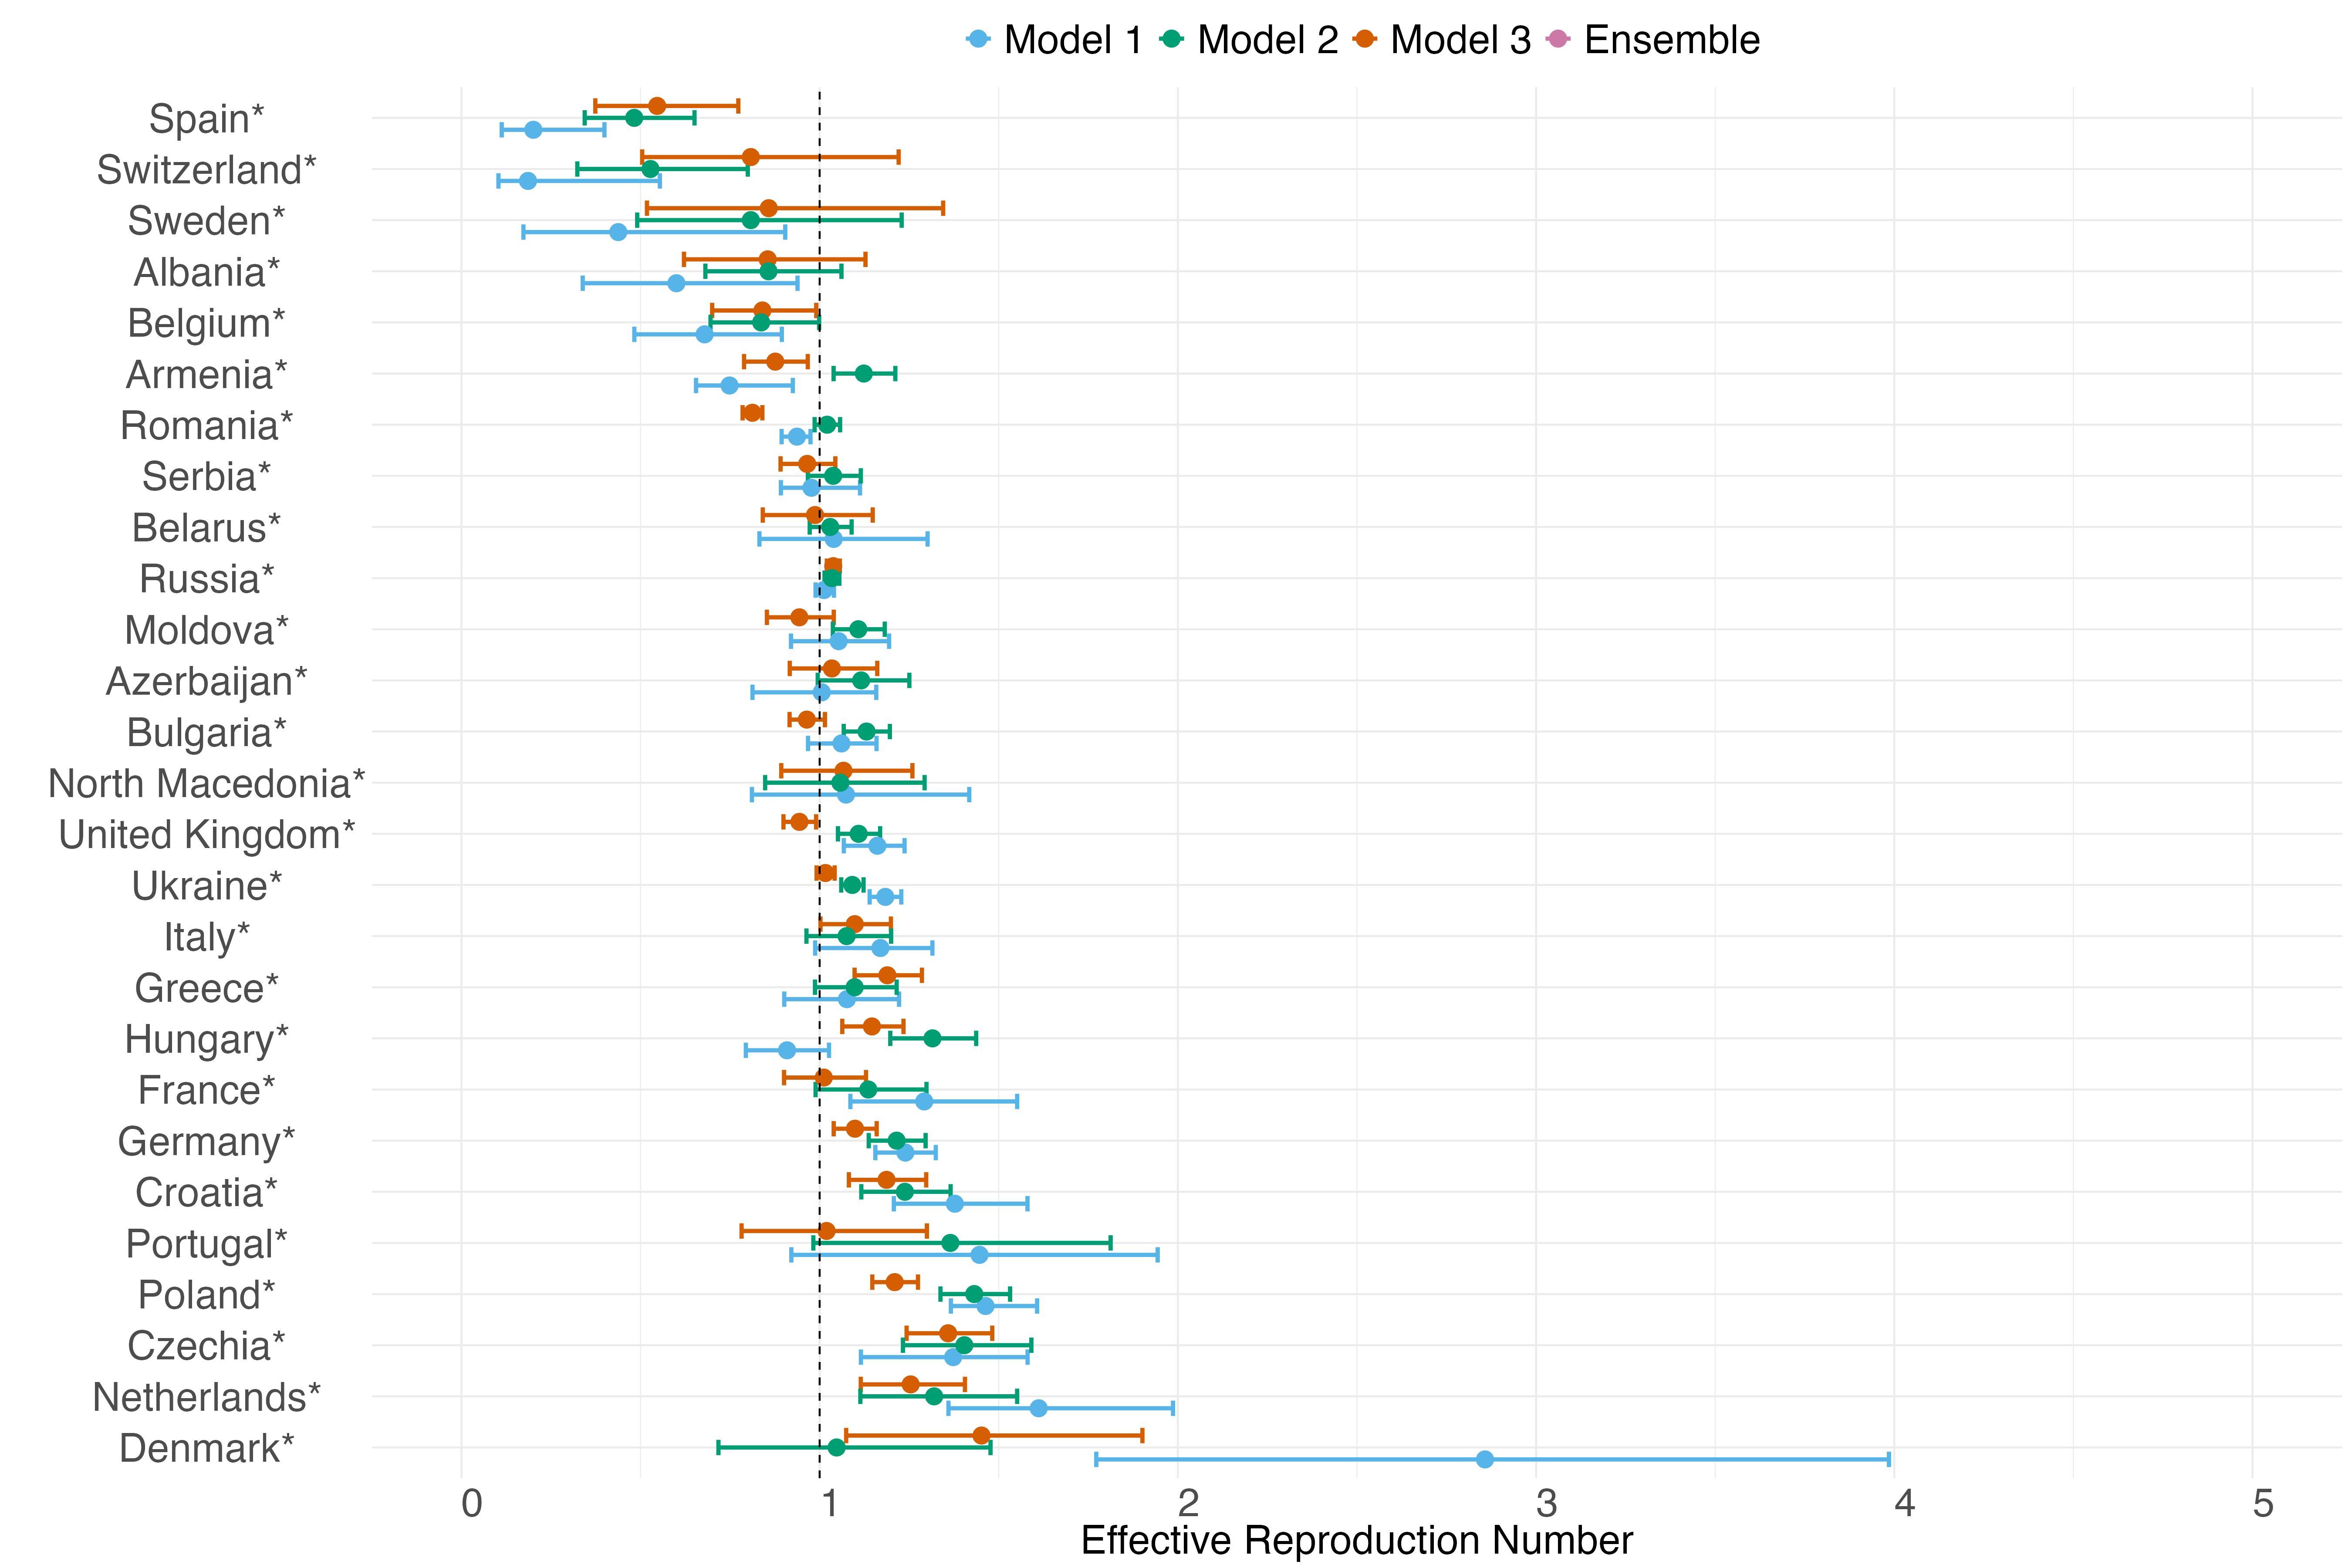 Model 1 Model 2 Model 3 Ensemble
Spain*
Switzerland*
Sweden*
Albania*
Belgium*
Armenia*
Romania*
Serbia*
Belarus*
Russia*
Moldova*
Azerbaijan*
Bulgaria*
North Macedonia*
United Kingdom*
Ukraine*
Italy*
Greece*
Hungary*
France*
Germany*
Croatia*
Portugal*
Poland*
Czechia*
Netherlands*
Denmark*
0 1 2 3 4 5
Effective Reproduction Number